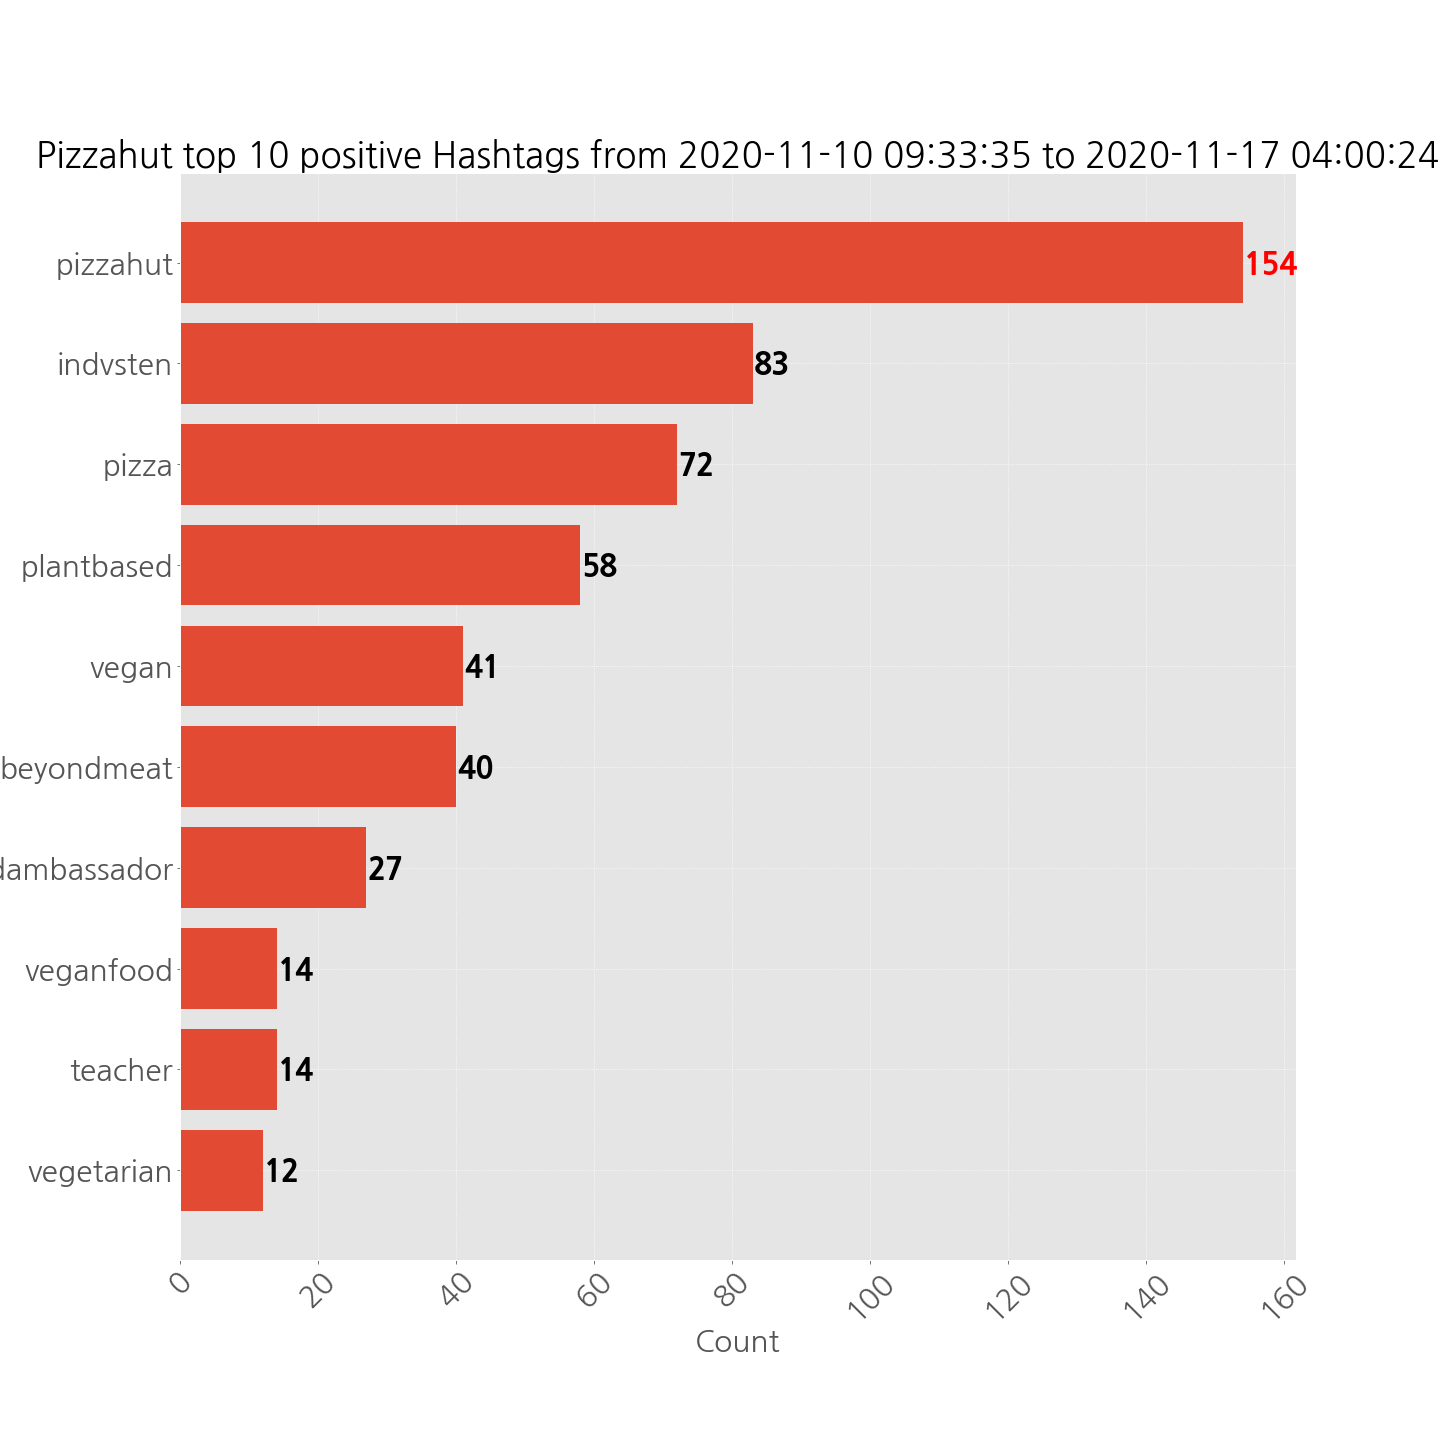 Pizzahut top 10 positive Hashtags from 2020-11-10 09:33:35 to 2020-11-17 04:00:24
pizzahut 154
indvsten 83
pizza 72
plantbased 58
vegan 41
beyondmeat 40
dambassador 27
veganfood 14
teacher 14
vegetarian 12
0 20 40 60 80 100 120 140 160
Count